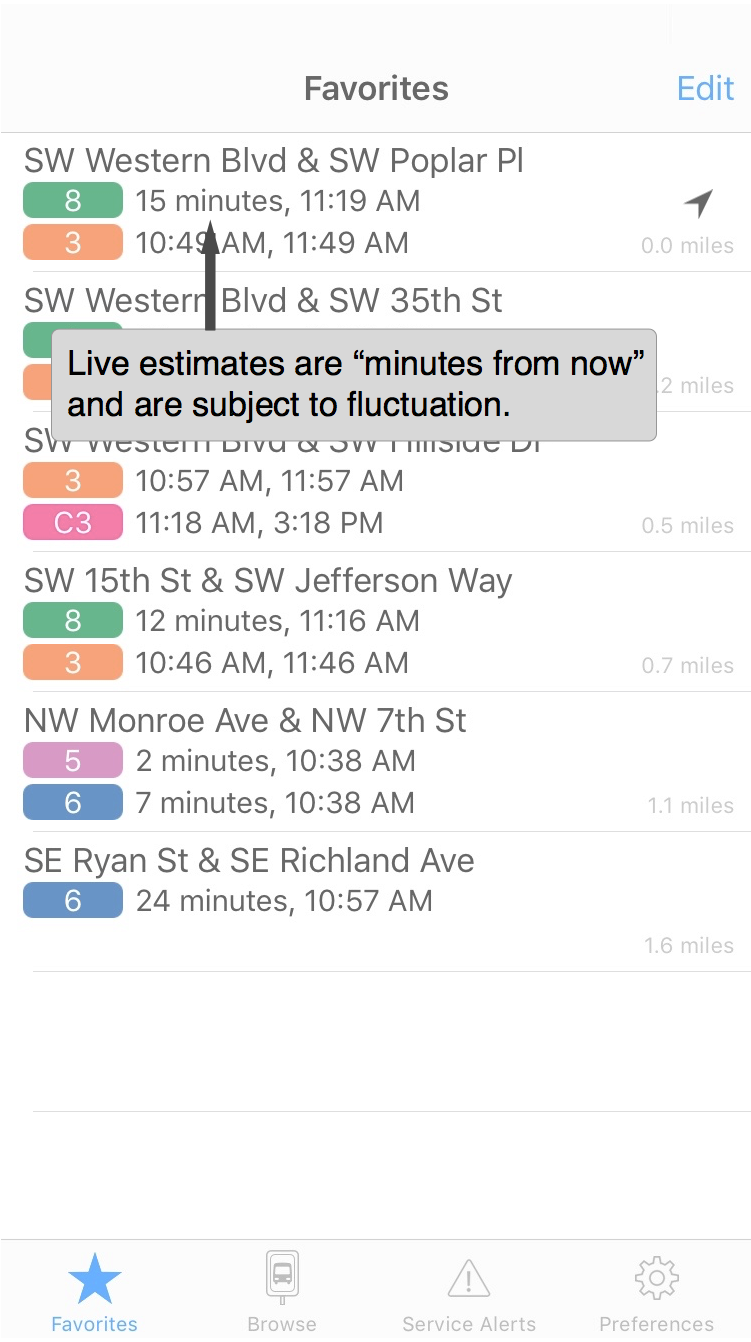 Favorites
Edit
SW Western Blvd & SW Poplar Pl
8 15 minutes, 11:19 AM
3 10:49 AM, 11:49 AM
0.0 miles
SW Western Blvd & SW 35th St
Live estimates are “minutes from now”
and are subject to fluctuation.
.2 miles
SW Western Blvd & SW Hillside Dr
3 10:57 AM, 11:57 AM
C3 11:18 AM, 3:18 PM
0.5 miles
SW 15th St & SW Jefferson Way
8 12 minutes, 11:16 AM
3 10:46 AM, 11:46 AM
0.7 miles
NW Monroe Ave & NW 7th St
5 2 minutes, 10:38 AM
6 7 minutes, 10:38 AM
1.1 miles
SE Ryan St & SE Richland Ave
6 24 minutes, 10:57 AM
1.6 miles
Favorites
Browse
Service Alerts
Preferences